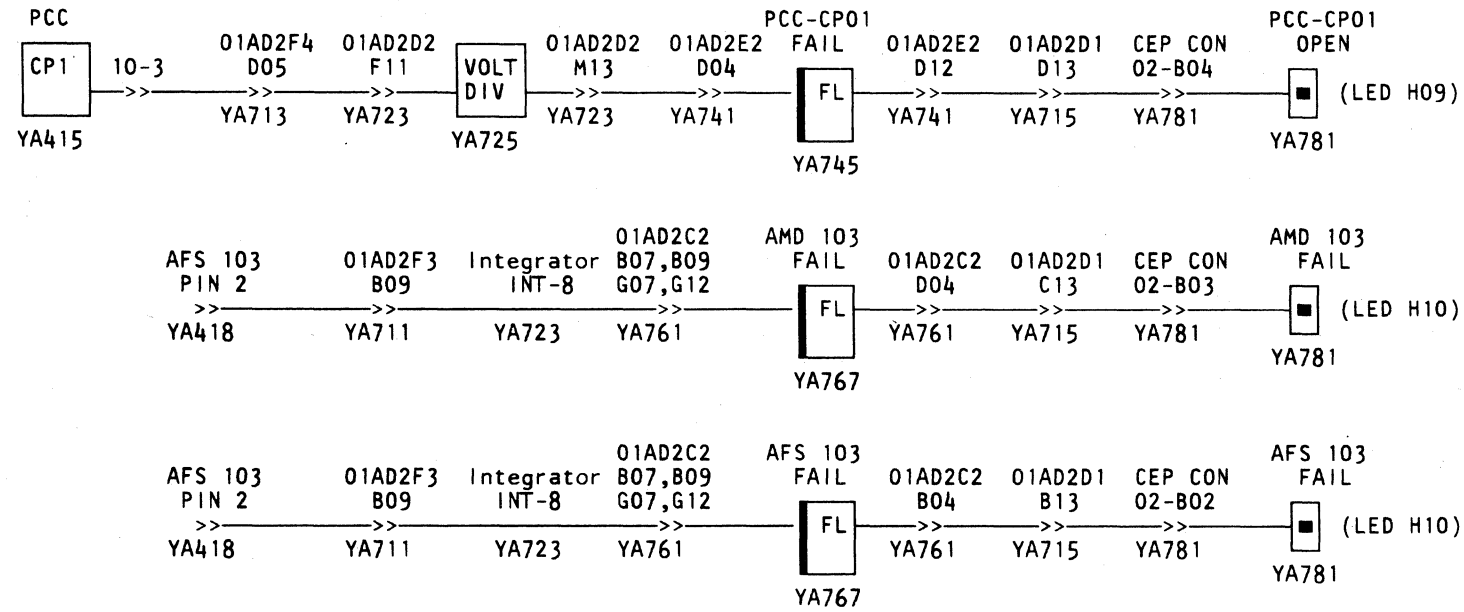 PCC PCC-CP01 PCC-CP01
01AD2F4 01AD2D2 01AD2D2 01AD2E2 FAIL 01AD2E2 01AD2D1 CEP CON OPEN
CP1 10-3 D05 F11 VOLT M13 D04 D12 D13 02-B04
>> >> >> DIV >> >> FL >> >> >> (LED H09)
YA713 YA723 YA723 YA741 YA741 YA715 YA781
YA415 YA725 YA781
YA745
01AD2C2 AMD 103 AMD 103
AFS 103 01AD2F3 Integrator B07,B09 FAIL 01AD2C2 01AD2D1 CEP CON FAIL
PIN 2 B09 INT-8 G07,G12 D04 C13 02-B03
>> >> >> FL >> >> >> (LED H10)
YA418 YA711 YA723 YA761 YA761 YA715 YA781
YA781
YA767
01AD2C2 AFS 103 AFS 103
AFS 103 01AD2F3 Integrator B07,B09 FAIL 01AD2C2 01AD2D1 CEP CON FAIL
PIN 2 B09 INT-8 G07,G12 B04 B13 02-B02
>> >> >> FL >> >> >> (LED H10)
YA418 YA711 YA723 YA761 YA761 YA715 YA781
YA781
YA767